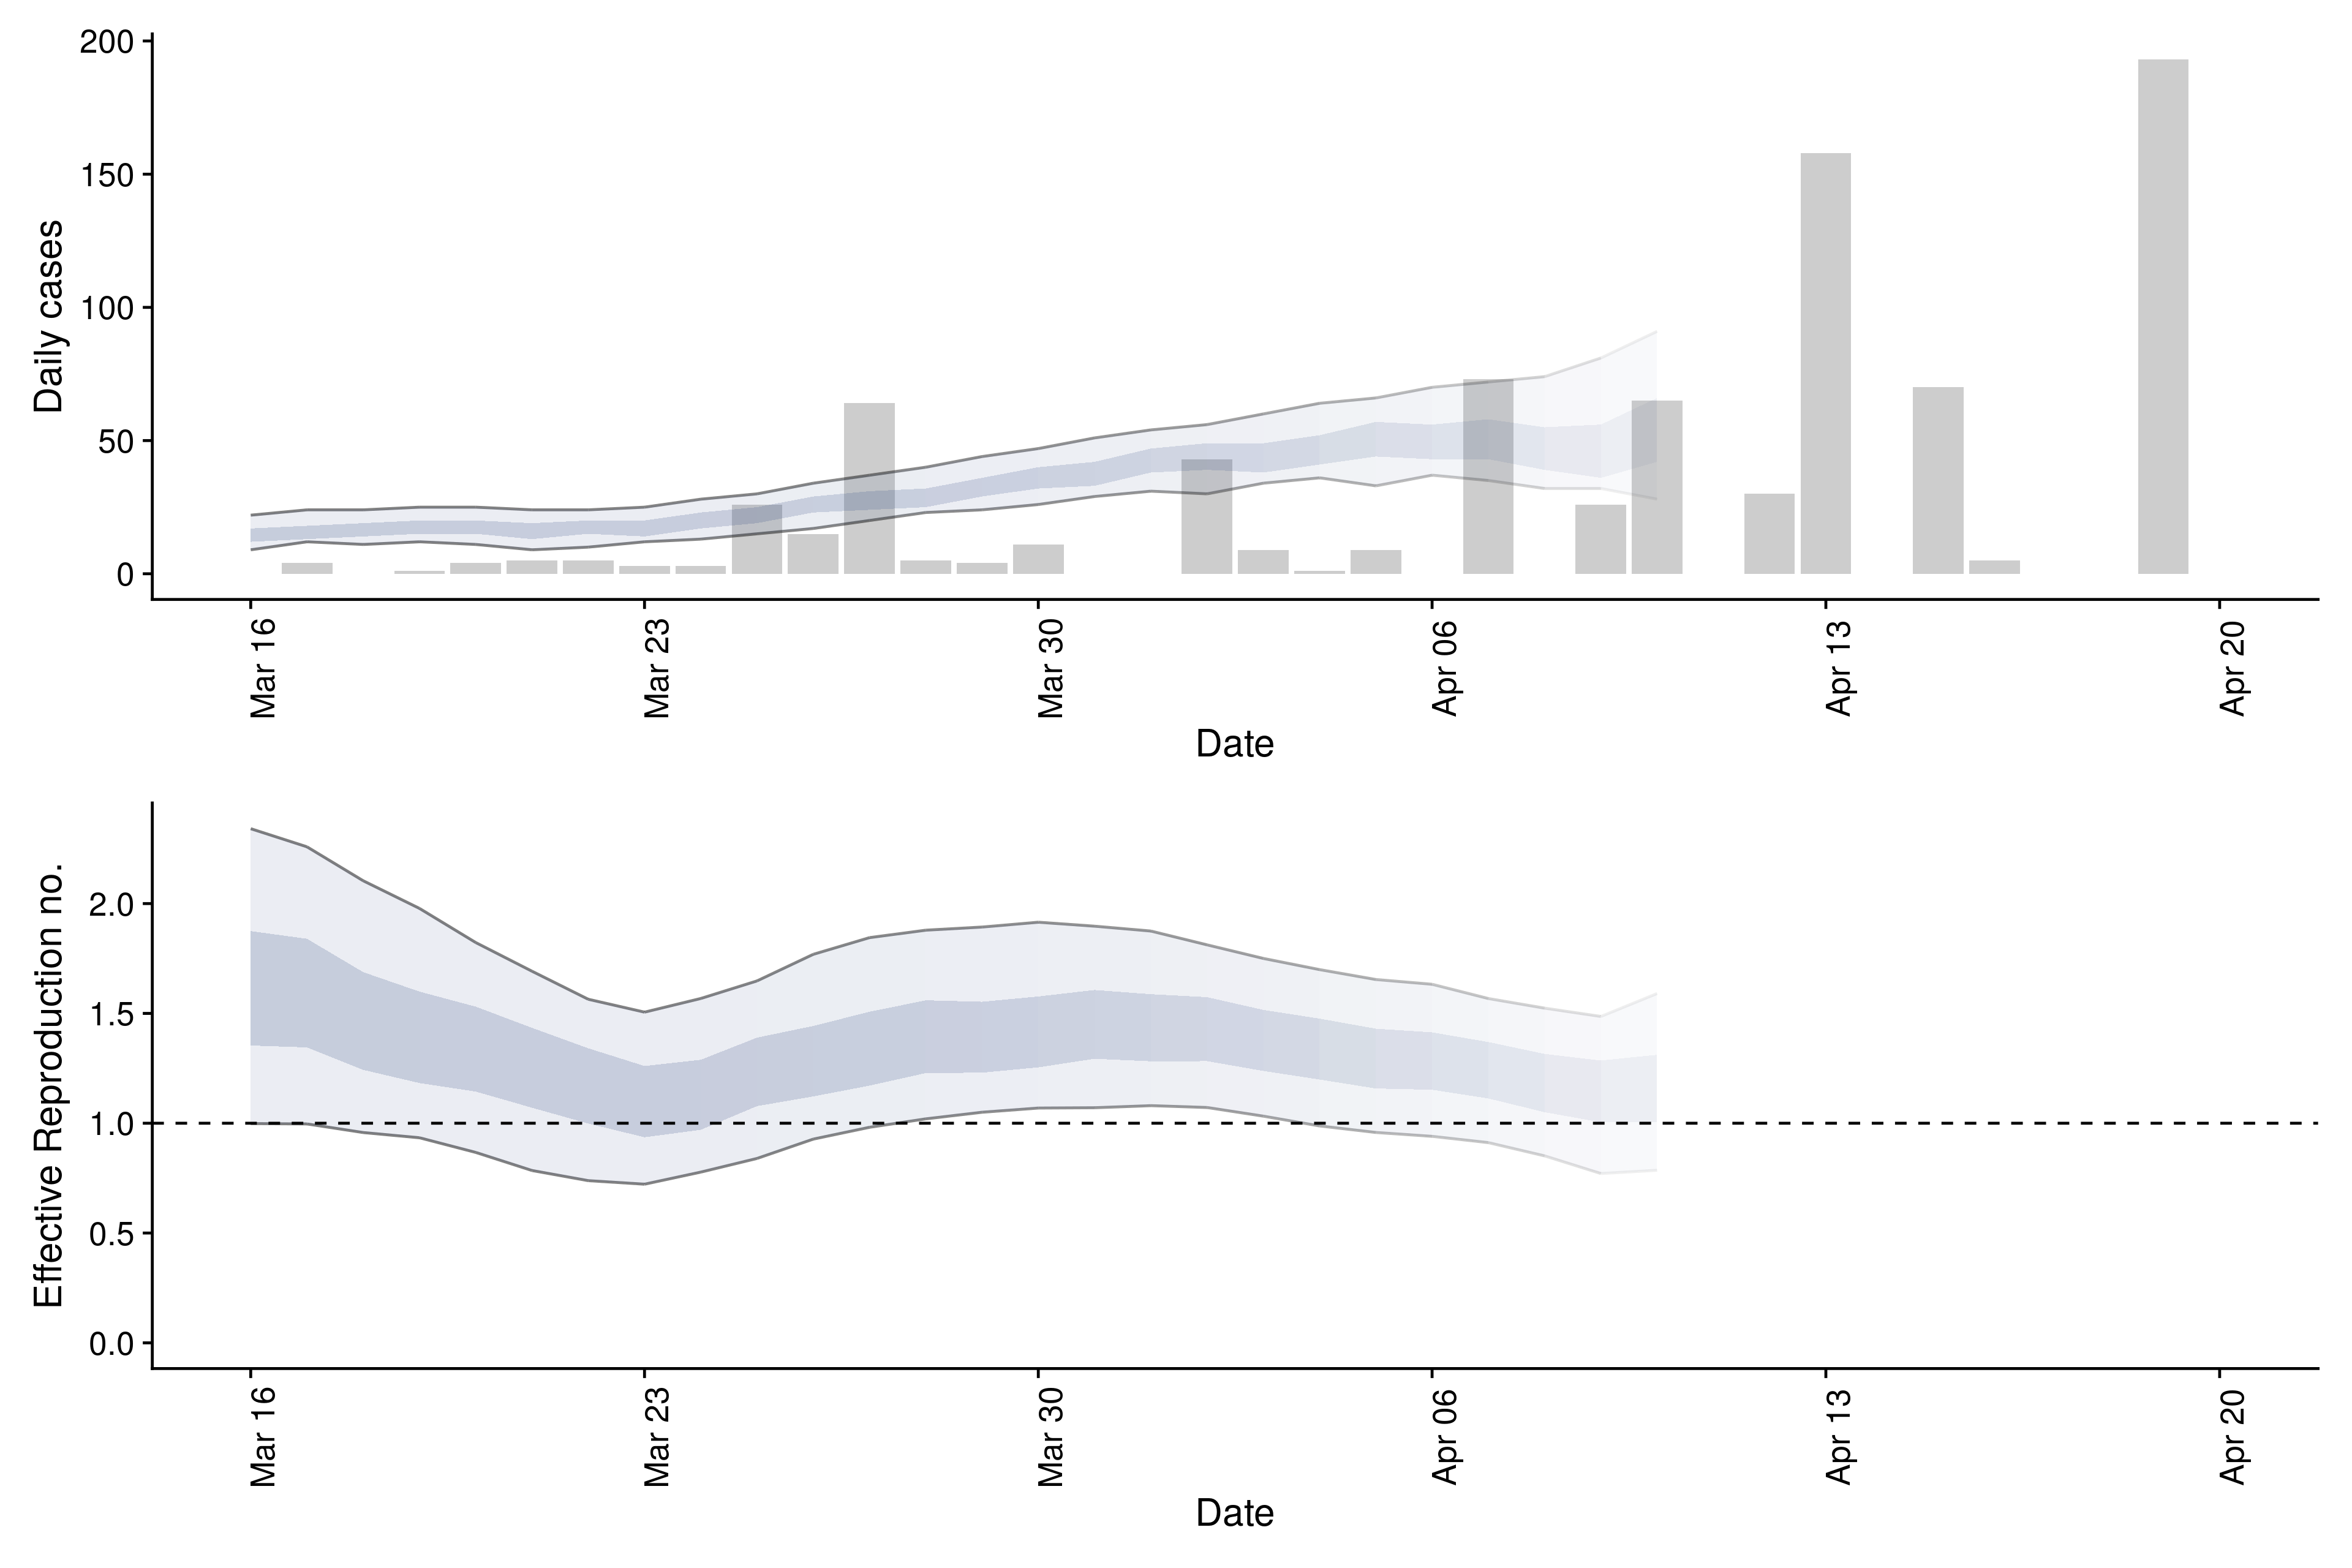 200
150
100
50
0
Daily cases
Mar 16
Mar 23
Mar 30
Apr 06
Apr 13
Apr 20
Date
2.0
1.5
1.0
0.5
0.0
Effective Reproduction no.
Mar 16
Mar 23
Mar 30
Apr 06
Apr 13
Apr 20
Date